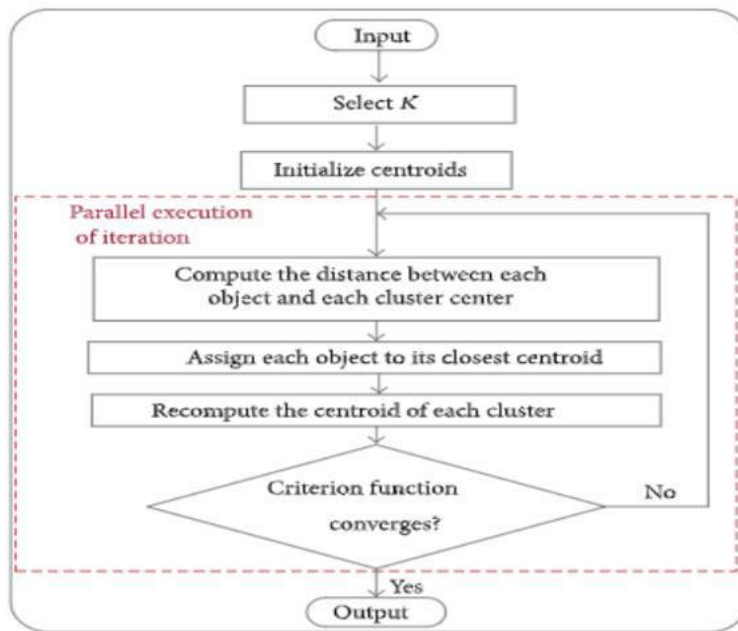 Input
Select K
Initialize centroids
Parallel execution
of iteration
Compute the distance between each
object and each cluster center
Assign each object to its closest centroid
Recompute the centroid of each cluster
Criterion function
converges?
No
Yes
Output